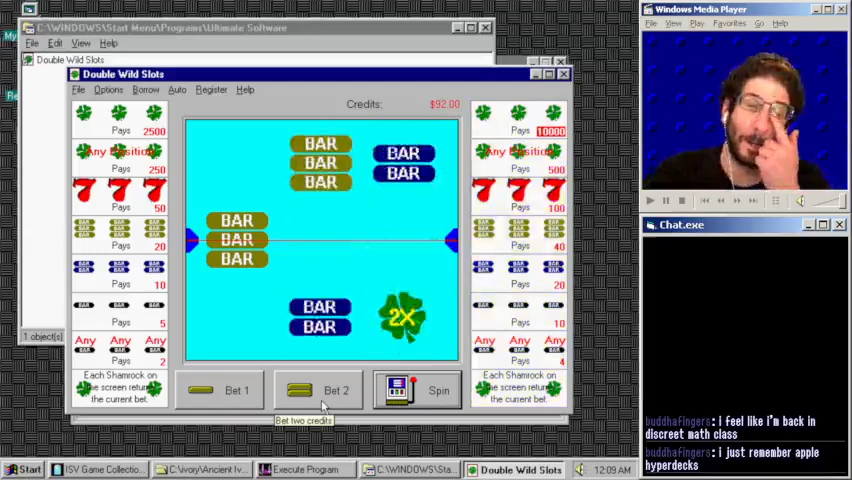 C:\WINDOWS\Start Menu\Programs\Ultimate Software
File Edit View Help
Double Wild Slots
1 object(s)
Double Wild Slots
File Options Borrow Auto Register Help
Credits: $92.00
Pays 2500
Any Position
Pays 250
7 7 7
Pays 50
Pays 20
Pays 10
Pays 5
Any Any Any
Pays 2
Each Shamrock on
the screen returns
the current bet.
BAR
BAR
BAR
BAR
BAR
BAR
BAR
BAR
BAR
BAR
2X
Pays 10000
Any Position
Pays 500
7 7 7
Pays 100
Pays 40
Pays 20
Pays 10
Any Any Any
Pays 4
Each Shamrock on
the screen returns
the current bet.
Bet 1
Bet 2
Spin
Bet two credits
Windows Media Player
File View Play Favorites Go Help
Chat.exe
buddhafingers: i feel like i'm back in
discreet math class
buddhafingers: i just remember apple
hyperdecks
Start
ISV Game Collectio...
C:\ivory\Ancient Iv...
Execute Program
C:\WINDOWS\Sta...
Double Wild Slots
12:09 AM